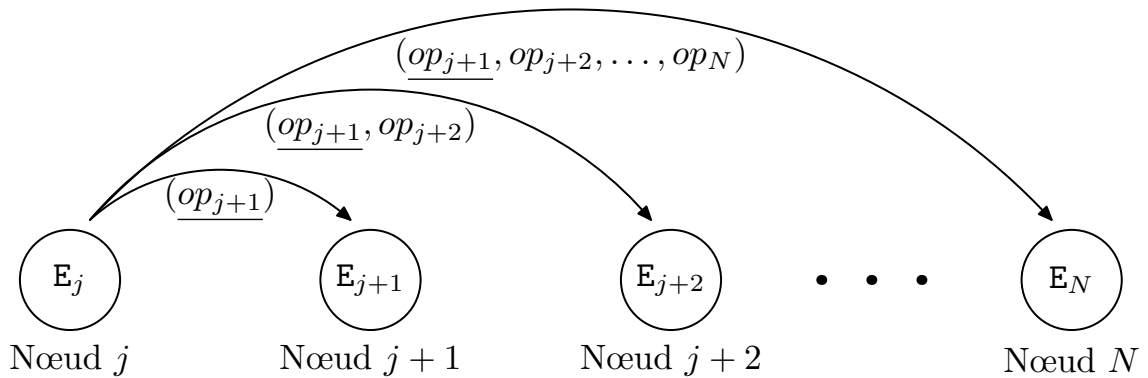 (op_{j+1}, op_{j+2}, . . . , op_N)
(op_{j+1}, op_{j+2})
(op_{j+1})
E_j E_{j+1} E_{j+2} • • • E_N
Nœud j Nœud j + 1 Nœud j + 2 Nœud N